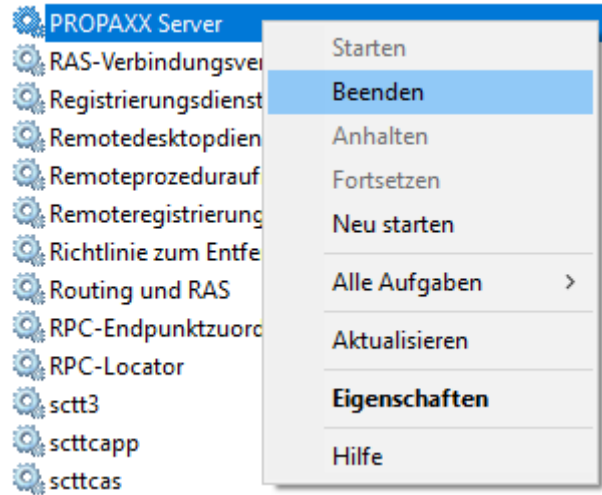 PROPAXX Server
RAS-Verbindungsver
Registrierungsdienst
Remotedesktopdien
Remoteprozedurauf
Remoteregistrierung
Richtlinie zum Entfe
Routing und RAS
RPC-Endpunktzuord
RPC-Locator
sctt3
scttcapp
scttcas
Starten
Beenden
Anhalten
Fortsetzen
Neu starten
Alle Aufgaben
Aktualisieren
Eigenschaften
Hilfe